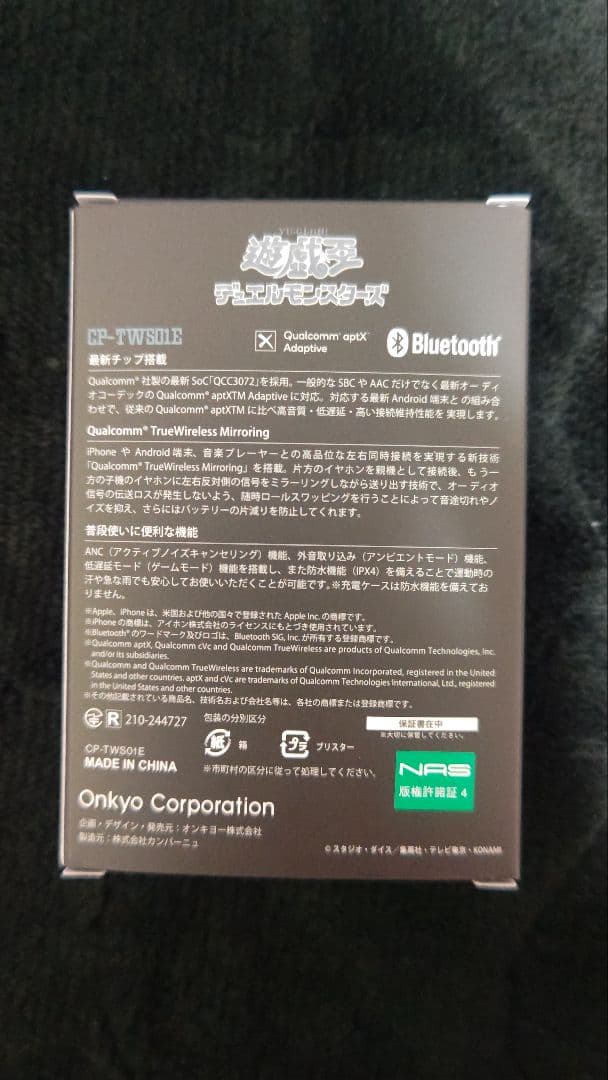 YU-GI-OH!
遊戯王
デュエルモンスターズ
CP-TWS01E
Qualcomm® aptX™
Adaptive
Bluetooth®
最新チップ搭載
Qualcomm® 社製の最新 SoC「QCC3072」を採用。一般的な SBC や AAC だけでなく最新オーディ
オコーデックの Qualcomm® aptXTM Adaptive に対応。対応する最新 Android 端末との組み合
わせで、従来の Qualcomm® aptXTM に比べ高音質・低遅延・高い接続維持性能を実現します。
Qualcomm® TrueWireless Mirroring
iPhone や Android 端末、音楽プレーヤーとの高品位な左右同時接続を実現する新技術
「Qualcomm® TrueWireless Mirroring」を搭載。片方のイヤホンを親機として接続後、もう一
方の子機のイヤホンに左右反対側の信号をミラーリングしながら送り出す技術で、オーディオ
信号の伝送ロスが発生しないよう、随時ロールスワッピングを行うことによって音途切れやノ
イズを抑え、さらにはバッテリーの片減りを防止してくれます。
普段使いに便利な機能
ANC（アクティブノイズキャンセリング）機能、外音取り込み（アンビエントモード）機能、
低遅延モード（ゲームモード）機能を搭載し、また防水機能（IPX4）を備えることで運動時の
汗や急な雨でも安心してお使いいただくことが可能です。※充電ケースは防水機能を備えてお
りません。
※Apple、iPhone は、米国および他の国々で登録された Apple Inc. の商標です。
※iPhone の商標は、アイホン株式会社のライセンスにもとづき使用されています。
※Bluetooth® のワードマーク及びロゴは、Bluetooth SIG, Inc. が所有する登録商標です。
※Qualcomm aptX, Qualcomm cVc and Qualcomm TrueWireless are products of Qualcomm Technologies, Inc.
and/or its subsidiaries.
※Qualcomm and Qualcomm TrueWireless are trademarks of Qualcomm Incorporated, registered in the United
States and other countries. aptX and cVc are trademarks of Qualcomm Technologies International, Ltd., registered
in the United States and other countries.
※その他記載されている商品名、技術名および会社名等は、各社の商標または登録商標です。
R 210-244727
包装の分別区分
紙 箱
プラ ブリスター
保証書在中
※大切に保管してください。
CP-TWS01E
MADE IN CHINA
※市町村の区分に従って処理してください。
NAS
版権許諾証 4
Onkyo Corporation
企画・デザイン・発売元：オンキヨー株式会社
製造元：株式会社カンパーニュ
©スタジオ・ダイス／集英社・テレビ東京・KONAMI